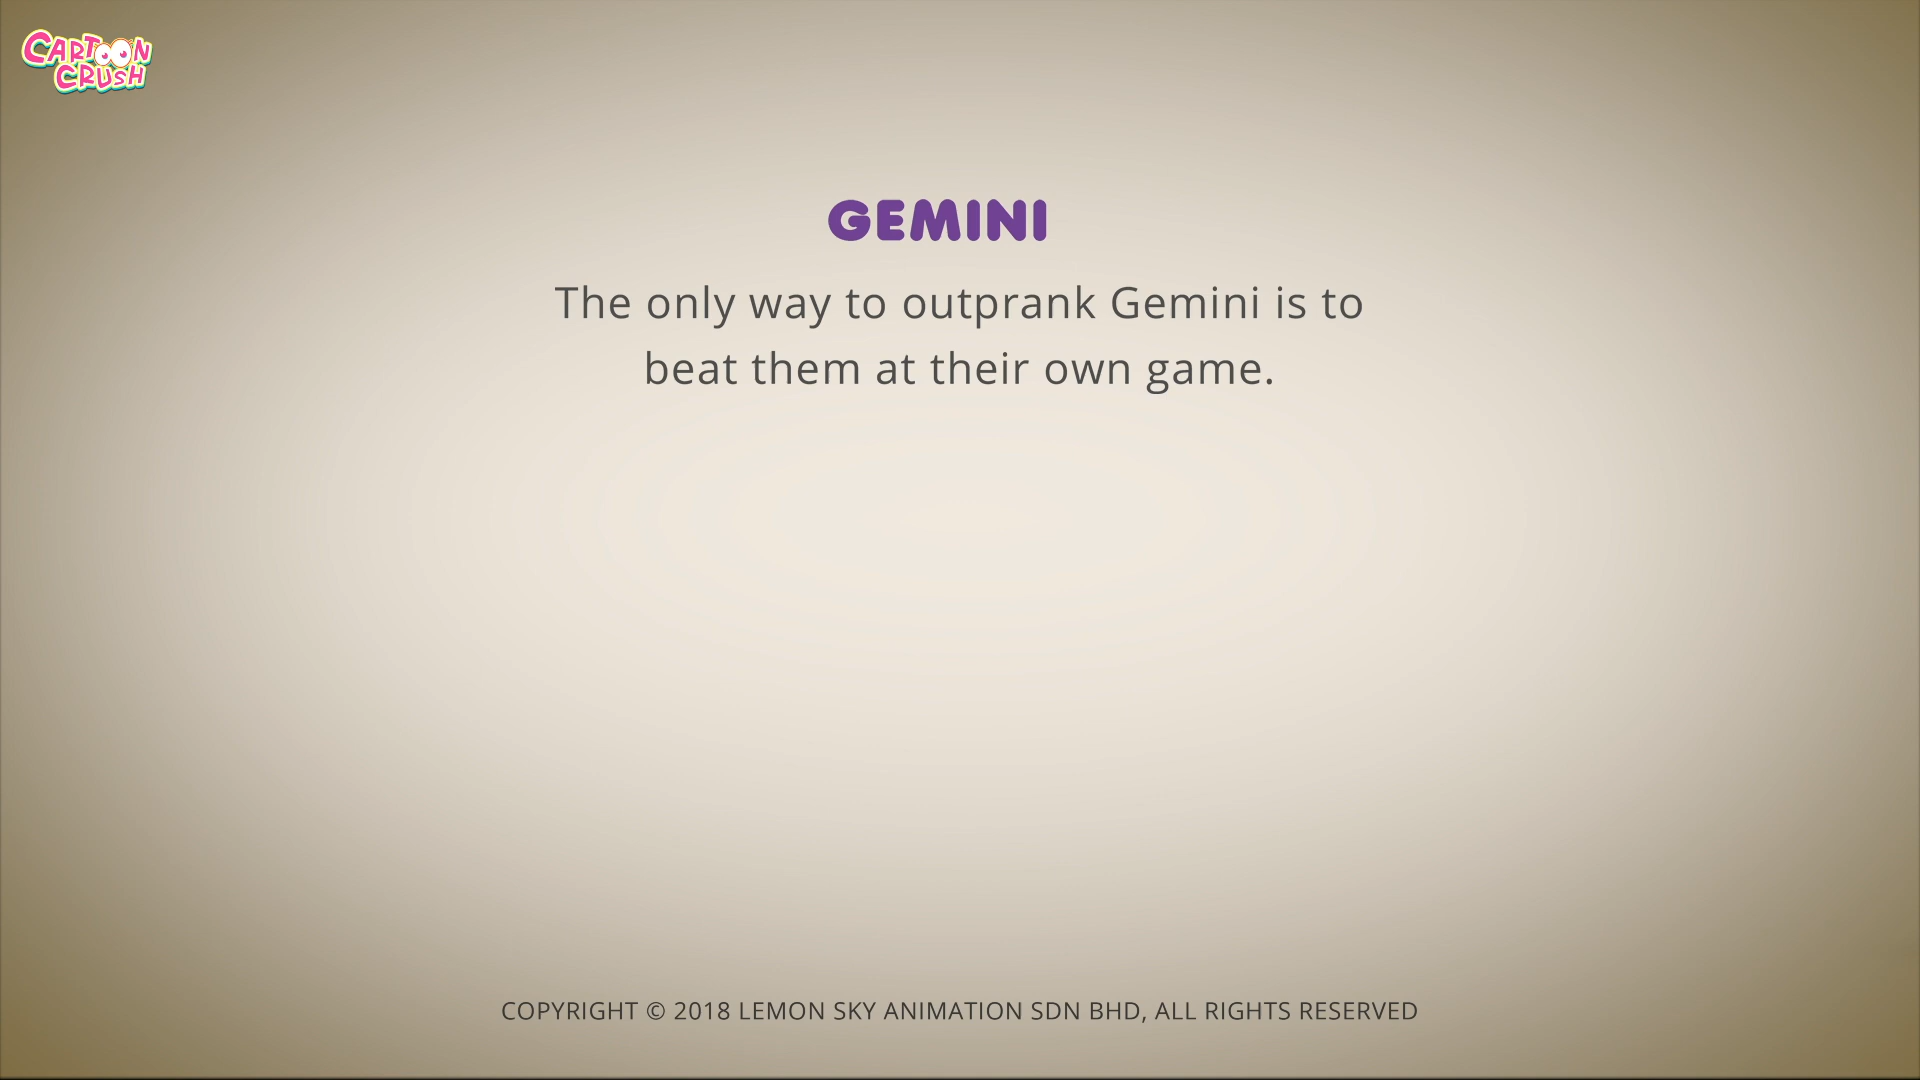 CARTOON
CRUSH
GEMINI
The only way to outprank Gemini is to
beat them at their own game.
COPYRIGHT © 2018 LEMON SKY ANIMATION SDN BHD, ALL RIGHTS RESERVED